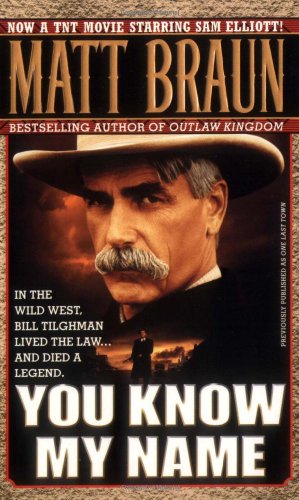 NOW A TNT MOVIE STARRING SAM ELLIOTT!
MATT BRAUN
BESTSELLING AUTHOR OF OUTLAW KINGDOM
IN THE
WILD WEST,
BILL TILGHMAN
LIVED THE LAW...
AND DIED A
LEGEND.
PREVIOUSLY PUBLISHED AS ONE LAST TOWN
YOU KNOW
MY NAME